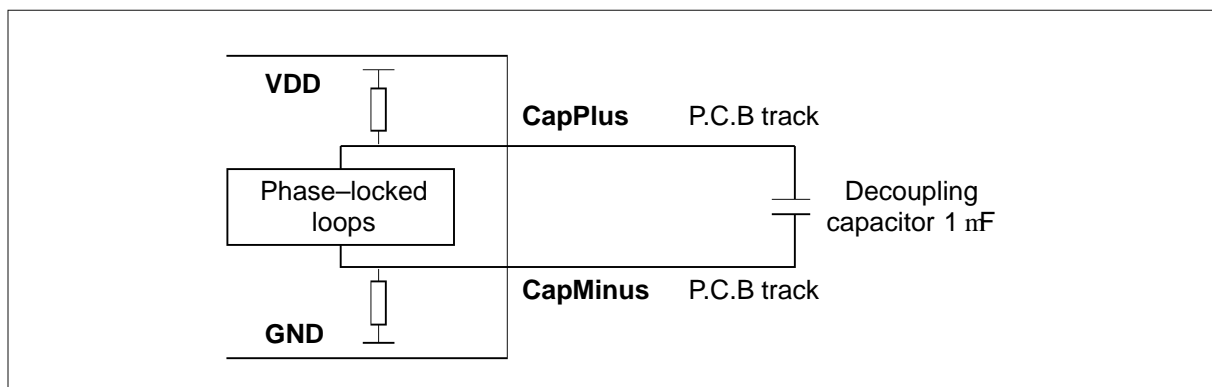 VDD
CapPlus P.C.B track
Phase–locked
loops
Decoupling
capacitor 1 mF
CapMinus P.C.B track
GND